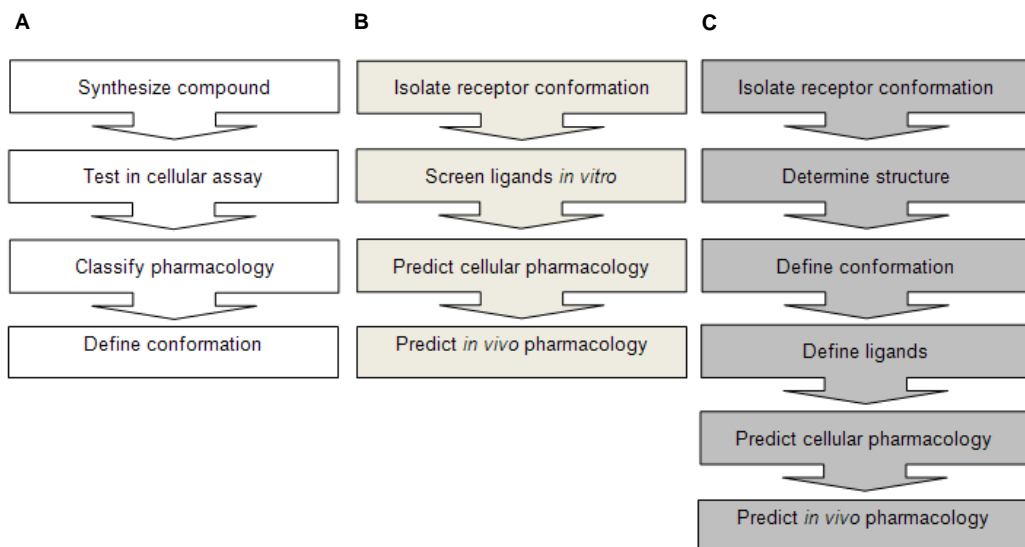 A
Synthesize compound
Test in cellular assay
Classify pharmacology
Define conformation
B
Isolate receptor conformation
Screen ligands in vitro
Predict cellular pharmacology
Predict in vivo pharmacology
C
Isolate receptor conformation
Determine structure
Define conformation
Define ligands
Predict cellular pharmacology
Predict in vivo pharmacology